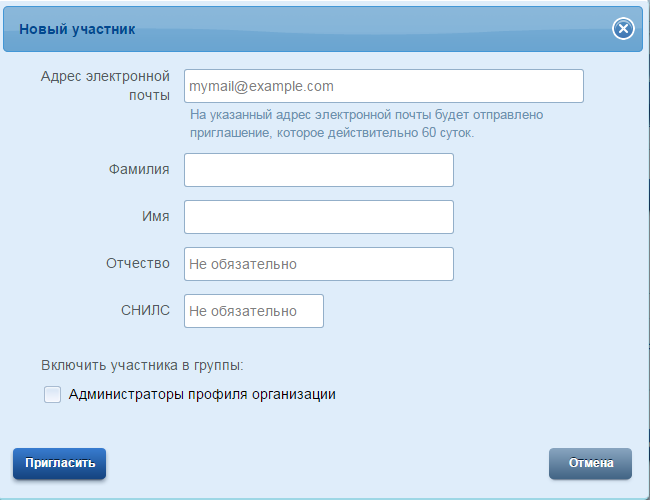 Новый участник
Адрес электронной
почты
mymail@example.com
На указанный адрес электронной почты будет отправлено
приглашение, которое действительно 60 суток.
Фамилия
Имя
Отчество
Не обязательно
СНИЛС
Не обязательно
Включить участника в группы:
Администраторы профиля организации
Пригласить
Отмена